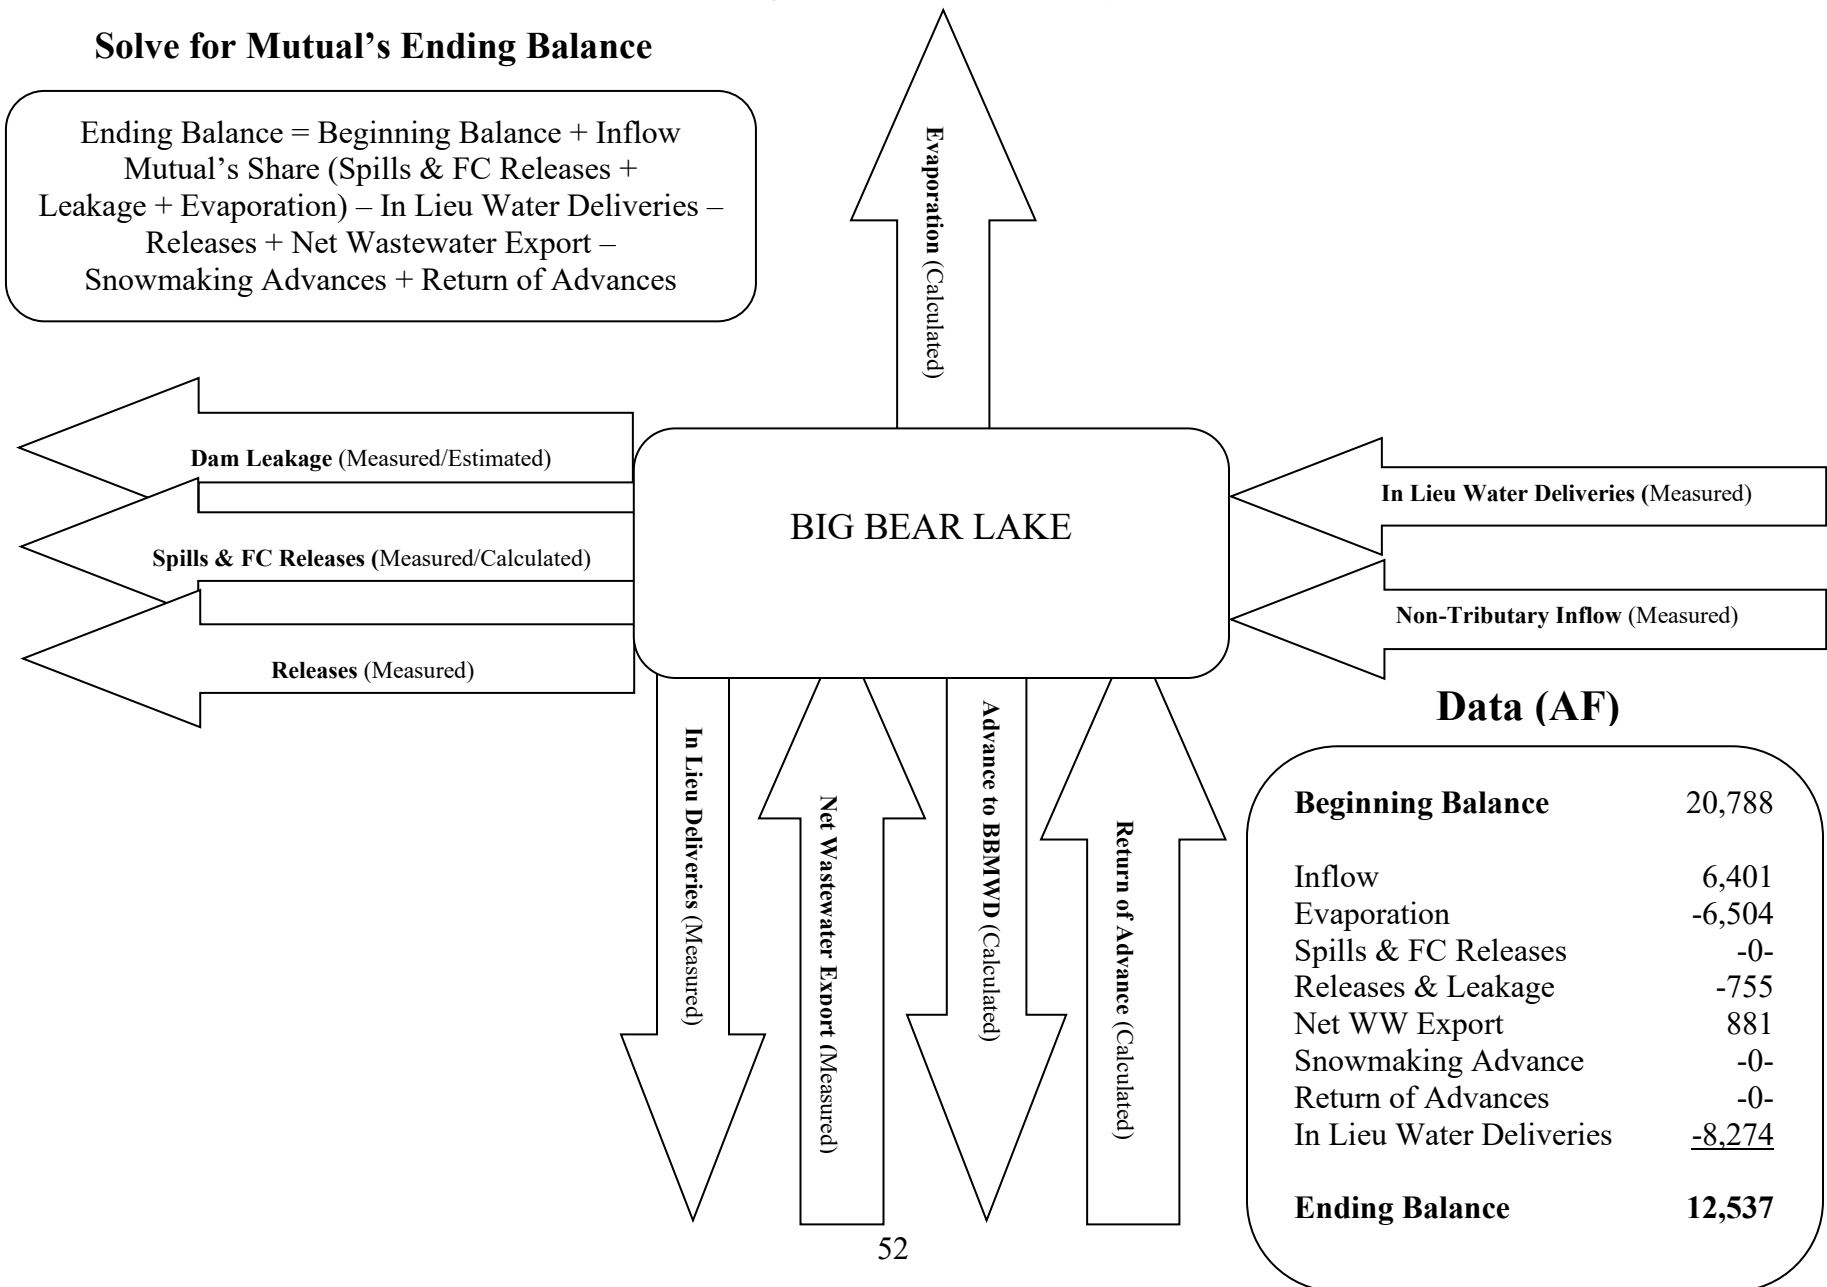 Solve for Mutual’s Ending Balance
Ending Balance = Beginning Balance + Inflow
Mutual’s Share (Spills & FC Releases +
Leakage + Evaporation) – In Lieu Water Deliveries –
Releases + Net Wastewater Export –
Snowmaking Advances + Return of Advances
Evaporation (Calculated)
Dam Leakage (Measured/Estimated)
Spills & FC Releases (Measured/Calculated)
Releases (Measured)
BIG BEAR LAKE
In Lieu Water Deliveries (Measured)
Non-Tributary Inflow (Measured)
In Lieu Deliveries (Measured)
Net Wastewater Export (Measured)
Advance to BBMWD (Calculated)
Return of Advance (Calculated)
Data (AF)
Beginning Balance 20,788
Inflow 6,401
Evaporation -6,504
Spills & FC Releases -0-
Releases & Leakage -755
Net WW Export 881
Snowmaking Advance -0-
Return of Advances -0-
In Lieu Water Deliveries -8,274
Ending Balance 12,537
52